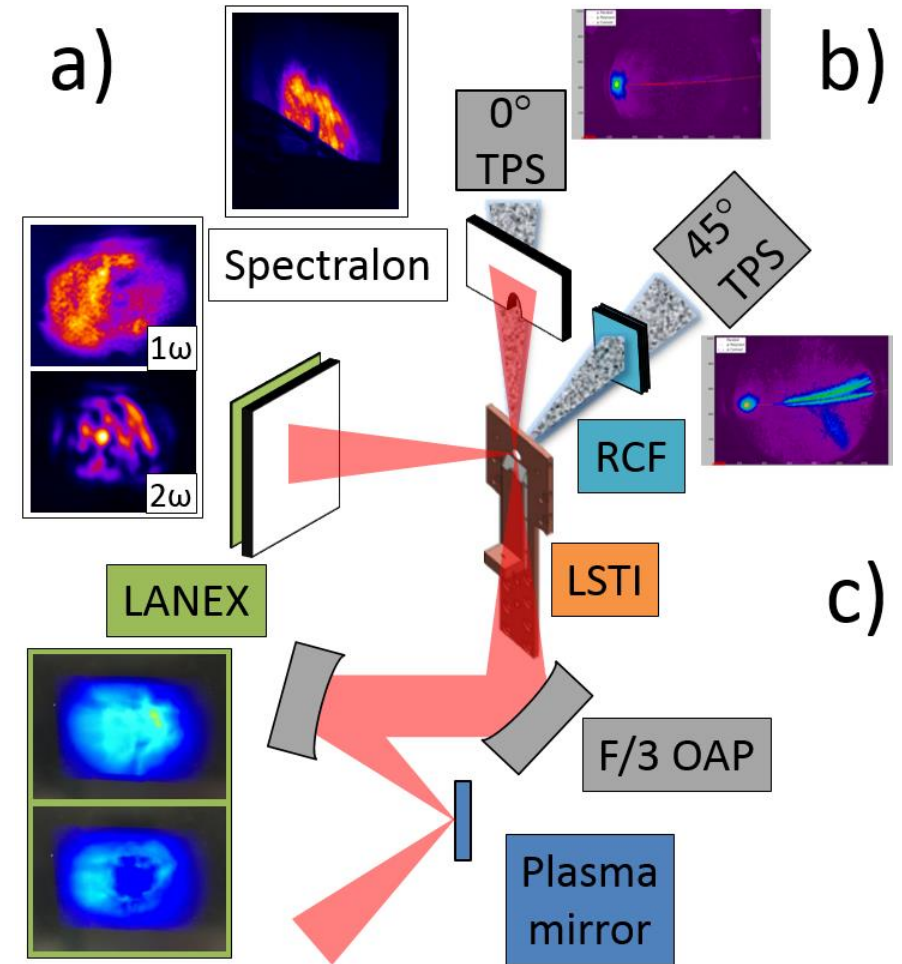 a)
b)
0°
TPS
45°
TPS
Spectralon
1ω
2ω
RCF
LANEX
LSTI
c)
F/3 OAP
Plasma
mirror